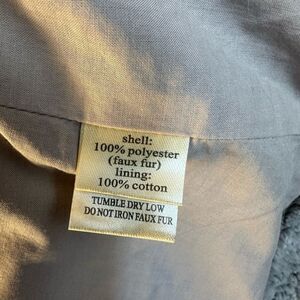 shell:
100% polyester
(faux fur)
lining:
100% cotton
TUMBLE DRY LOW
DO NOT IRON FAUX FUR